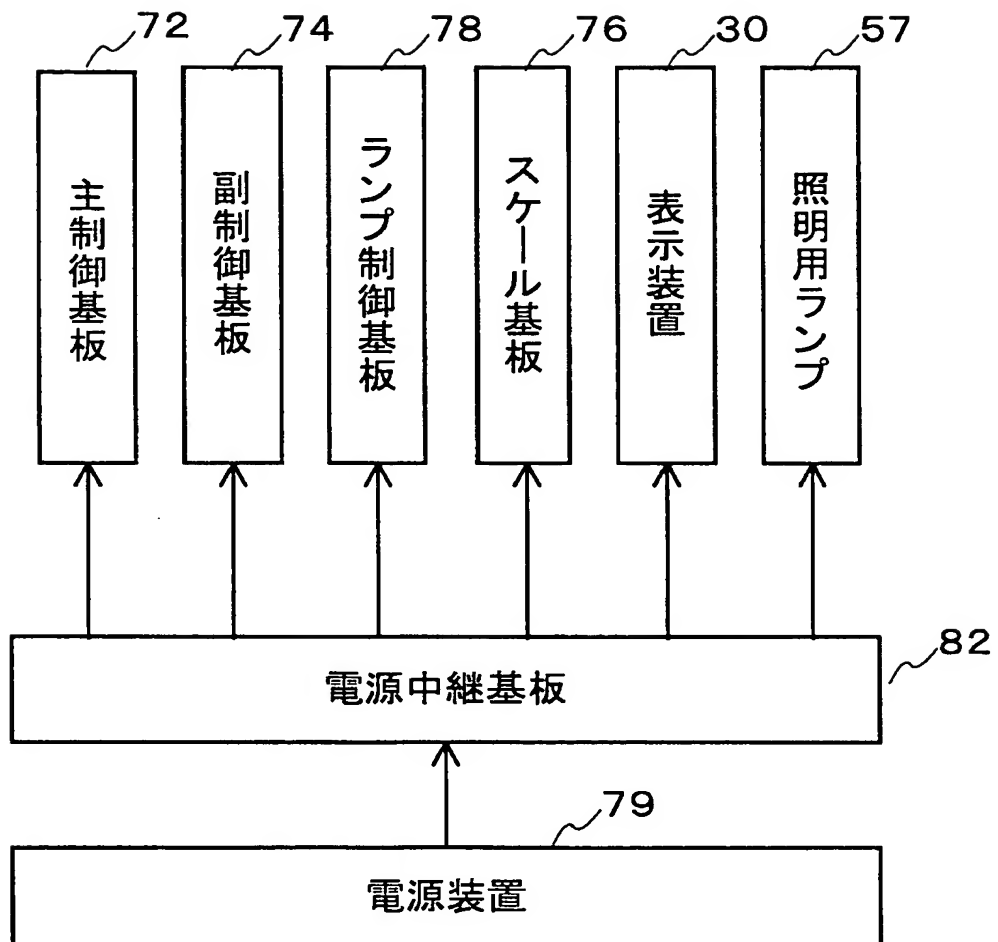 72
74
78
76
30
57
主制御基板
副制御基板
ランプ制御基板
スケール基板
表示装置
照明用ランプ
82
電源中継基板
79
電源装置